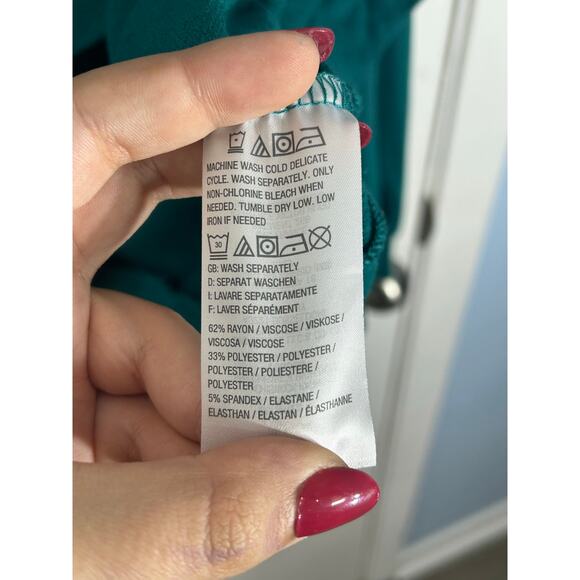 MACHINE WASH COLD DELICATE
CYCLE. WASH SEPARATELY. ONLY
NON-CHLORINE BLEACH WHEN
NEEDED. TUMBLE DRY LOW. LOW
IRON IF NEEDED
30
GB: WASH SEPARATELY
D: SEPARAT WASCHEN
I: LAVARE SEPARATAMENTE
F: LAVER SÉPARÉMENT
62% RAYON / VISCOSE / VISKOSE /
VISCOSA / VISCOSE
33% POLYESTER / POLYESTER /
POLYESTER / POLIESTERE /
POLYESTER
5% SPANDEX / ELASTANE /
ELASTHAN / ELASTAN / ÉLASTHANNE